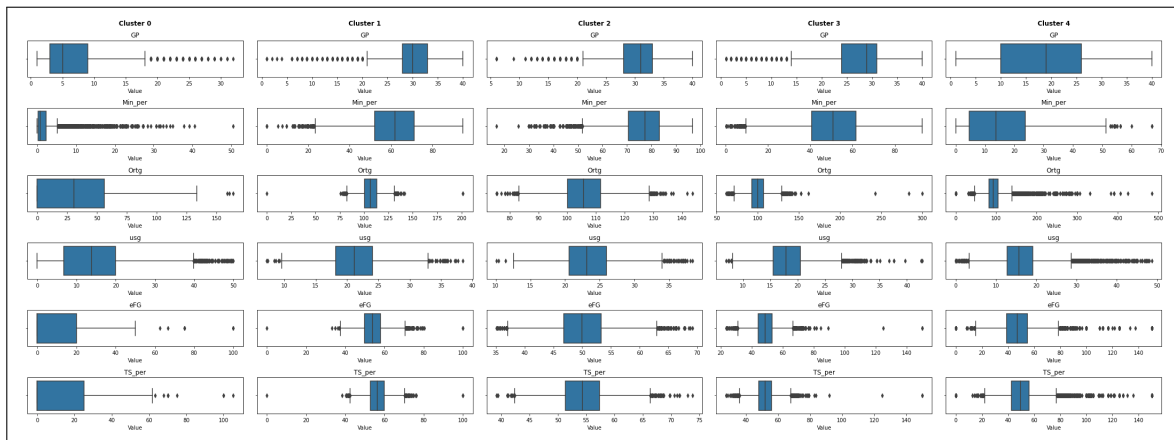 Cluster 0 Cluster 1 Cluster 2 Cluster 3 Cluster 4
GP GP GP GP GP
0 5 10 15 20 25 30 0 10 20 30 40 5 10 15 20 25 30 35 40 0 5 10 15 20 25 30 35 40 0 5 10 15 20 25 30 35 40
Value Value Value Value Value
Min_per Min_per Min_per Min_per Min_per
0 10 20 30 40 50 0 20 40 60 80 20 30 40 50 60 70 80 90 100 0 20 40 60 80 0 10 20 30 40 50 60 70
Value Value Value Value Value
Ortg Ortg Ortg Ortg Ortg
0 25 50 75 100 125 150 0 25 50 75 100 125 150 175 200 80 90 100 110 120 130 140 50 100 150 200 250 300 0 100 200 300 400 500
Value Value Value Value Value
usg usg usg usg usg
0 10 20 30 40 50 10 15 20 25 30 35 40 10 15 20 25 30 35 40 10 15 20 25 30 35 40 0 10 20 30 40 50
Value Value Value Value Value
eFG eFG eFG eFG eFG
0 20 40 60 80 100 0 20 40 60 80 100 35 40 45 50 55 60 65 70 20 40 60 80 100 120 140 0 20 40 60 80 100 120 140
Value Value Value Value Value
TS_per TS_per TS_per TS_per TS_per
0 20 40 60 80 100 0 20 40 60 80 100 40 45 50 55 60 65 70 75 40 60 80 100 120 140 0 20 40 60 80 100 120 140
Value Value Value Value Value